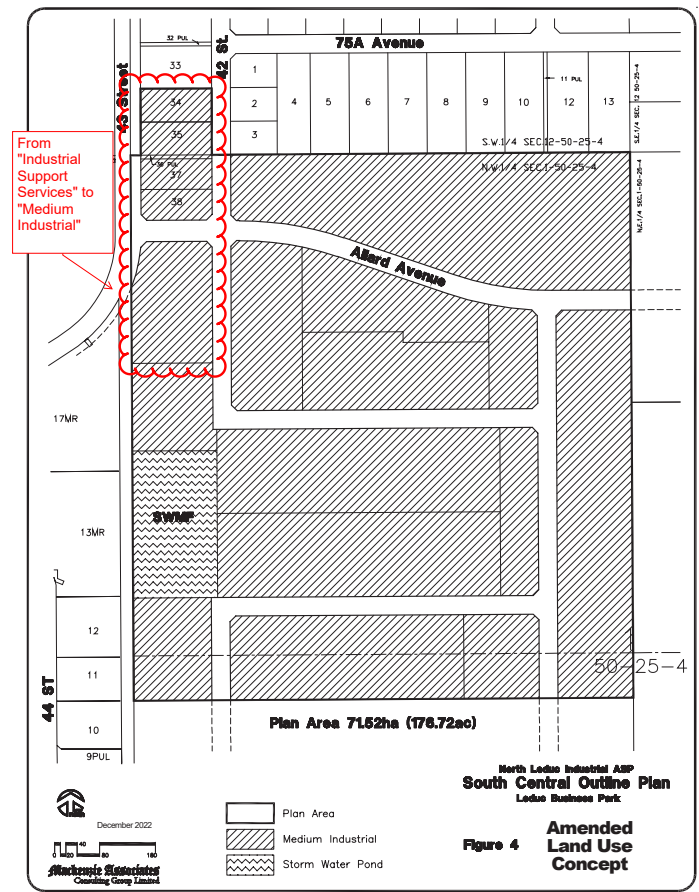 32 PUL
75A Avenue
43 Street
42 St.
33
1
11 PUL
34
2
4
5
6
7
8
9
10
12
13
35
3
S.W.1/4 SEC.12-50-25-4
S.E.1/4 SEC. 12 50-25-4
36 PUL
N.W.1/4 SEC.1-50-25-4
N.E.1/4 SEC.1-50-25-4
37
38
From
"Industrial
Support
Services" to
"Medium
Industrial"
Allard Avenue
17MR
SWMF
13MR
12
11
50-25-4
44 ST
10
9PUL
Plan Area 71.52ha (176.72ac)
North Leduc Industrial ASP
South Central Outline Plan
Leduc Business Park
December 2022
Plan Area
Medium Industrial
Storm Water Pond
Figure 4
Amended
Land Use
Concept
0 20 40 80 160
Mackenzie Associates
Consulting Group Limited